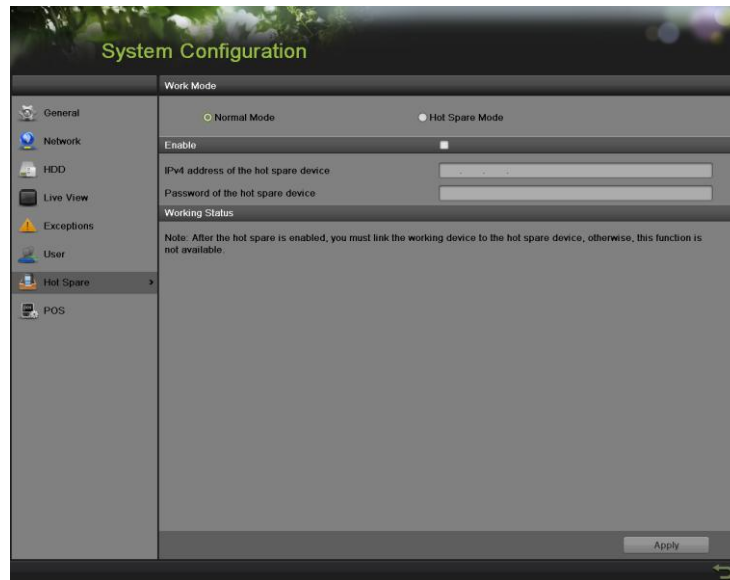 System Configuration
Work Mode
General
Normal Mode
Hot Spare Mode
Network
Enable
HDD
IPv4 address of the hot spare device
. . .
Live View
Password of the hot spare device
Working Status
Exceptions
Note: After the hot spare is enabled, you must link the working device to the hot spare device, otherwise, this function is
not available.
User
Hot Spare
POS
Apply